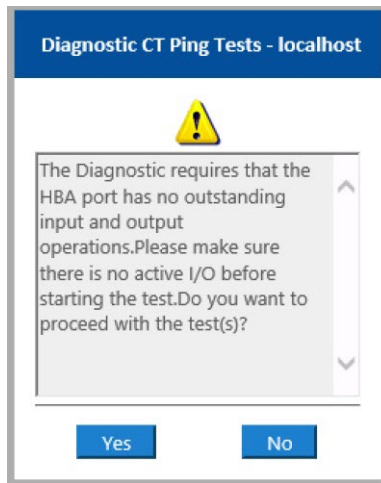 Diagnostic CT Ping Tests - localhost
The Diagnostic requires that the
HBA port has no outstanding
input and output
operations.Please make sure
there is no active I/O before
starting the test.Do you want to
proceed with the test(s)?
Yes
No